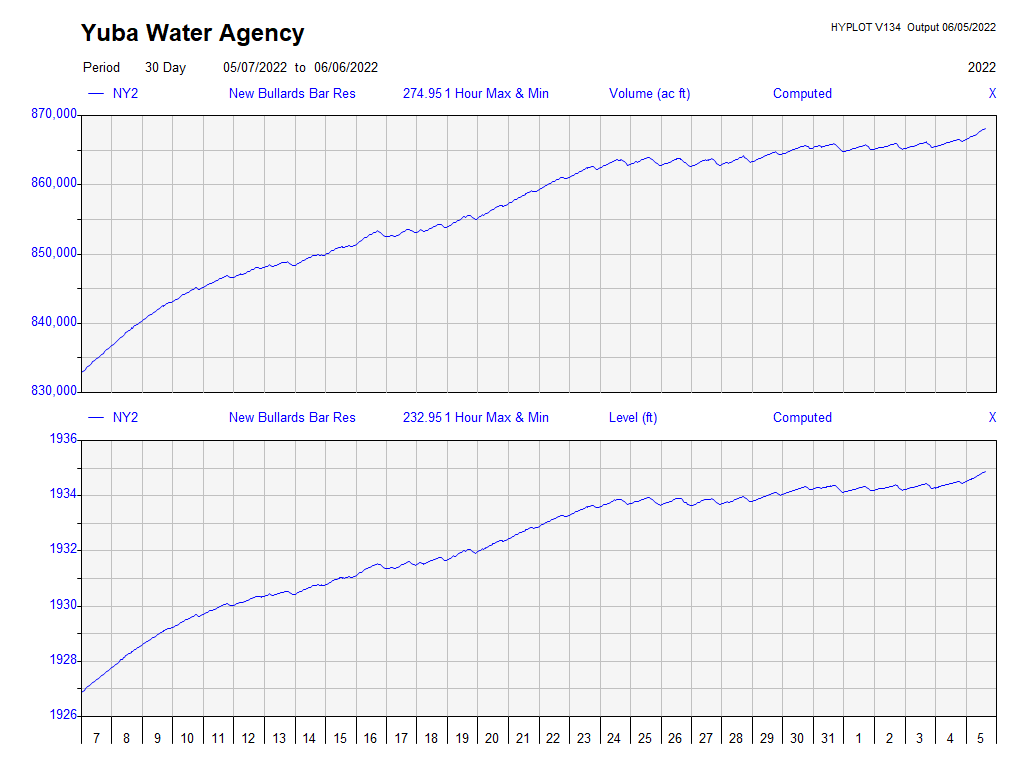 Yuba Water Agency
HYPLOT V134 Output 06/05/2022
Period 30 Day 05/07/2022 to 06/06/2022 2022
NY2 New Bullards Bar Res 274.95 1 Hour Max & Min Volume (ac ft) Computed X
870,000
860,000
850,000
840,000
830,000
NY2 New Bullards Bar Res 232.95 1 Hour Max & Min Level (ft) Computed X
1936
1934
1932
1930
1928
1926
7 8 9 10 11 12 13 14 15 16 17 18 19 20 21 22 23 24 25 26 27 28 29 30 31 1 2 3 4 5